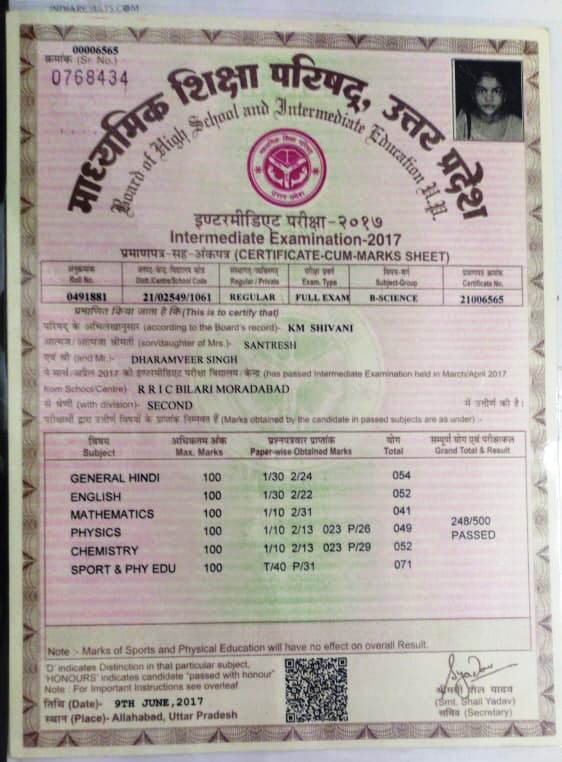 INDIARESULTS.COM
00006565
क्रमांक (Sr. No.)
0768434
माध्यमिक शिक्षा परिषद्, उत्तर प्रदेश
Board of High School and Intermediate Education U.P.
इण्टरमीडिएट परीक्षा-२०१७
Intermediate Examination-2017
प्रमाणपत्र-सह-अंकपत्र (CERTIFICATE-CUM-MARKS SHEET)
अनुक्रमांक जनपद/केन्द्र/विद्यालय कोड संस्थागत/व्यक्तिगत परीक्षा प्रकार विषय-वर्ग प्रमाणपत्र क्रमांक
Roll No. Distt./Centre/School Code Regular / Private Exam. Type Subject-Group Certificate No.
0491881 21/02549/1061 REGULAR FULL EXAM B-SCIENCE 21006565
प्रमाणित किया जाता है कि (This is to certify that)
परिषद् के अभिलेखानुसार (according to the Board's record)- KM SHIVANI
आत्मज/आत्मजा श्रीमती (son/daughter of Mrs.)- SANTRESH
एवं श्री (and Mr.)- DHARAMVEER SINGH
ने मार्च/अप्रैल 2017 की इण्टरमीडिएट परीक्षा विद्यालय/केन्द्र (has passed Intermediate Examination held in March/April 2017
from School/Centre)- R R I C BILARI MORADABAD
से श्रेणी (with division)- SECOND में उत्तीर्ण की है।
परीक्षार्थी द्वारा उत्तीर्ण विषयों के प्राप्तांक निम्नवत हैं (Marks obtained by the candidate in passed subjects are as under) :-
विषय अधिकतम अंक प्रश्नपत्रवार प्राप्तांक योग सम्पूर्ण योग एवं परीक्षाफल
Subject Max. Marks Paper-wise Obtained Marks Total Grand Total & Result
GENERAL HINDI 100 1/30 2/24 054
ENGLISH 100 1/30 2/22 052
MATHEMATICS 100 1/10 2/31 041
248/500
PHYSICS 100 1/10 2/13 023 P/26 049
PASSED
CHEMISTRY 100 1/10 2/13 023 P/29 052
SPORT & PHY EDU 100 T/40 P/31 071
Note :- Marks of Sports and Physical Education will have no effect on overall Result.
'D' indicates Distinction in that particular subject.
'HONOURS' indicates candidate "passed with honour"
Note : For Important Instructions see overleaf
तिथि (Date)- 9TH JUNE,2017
स्थान (Place)- Allahabad, Uttar Pradesh
श्रीमती शैल यादव
(Smt. Shail Yadav)
सचिव (Secretary)